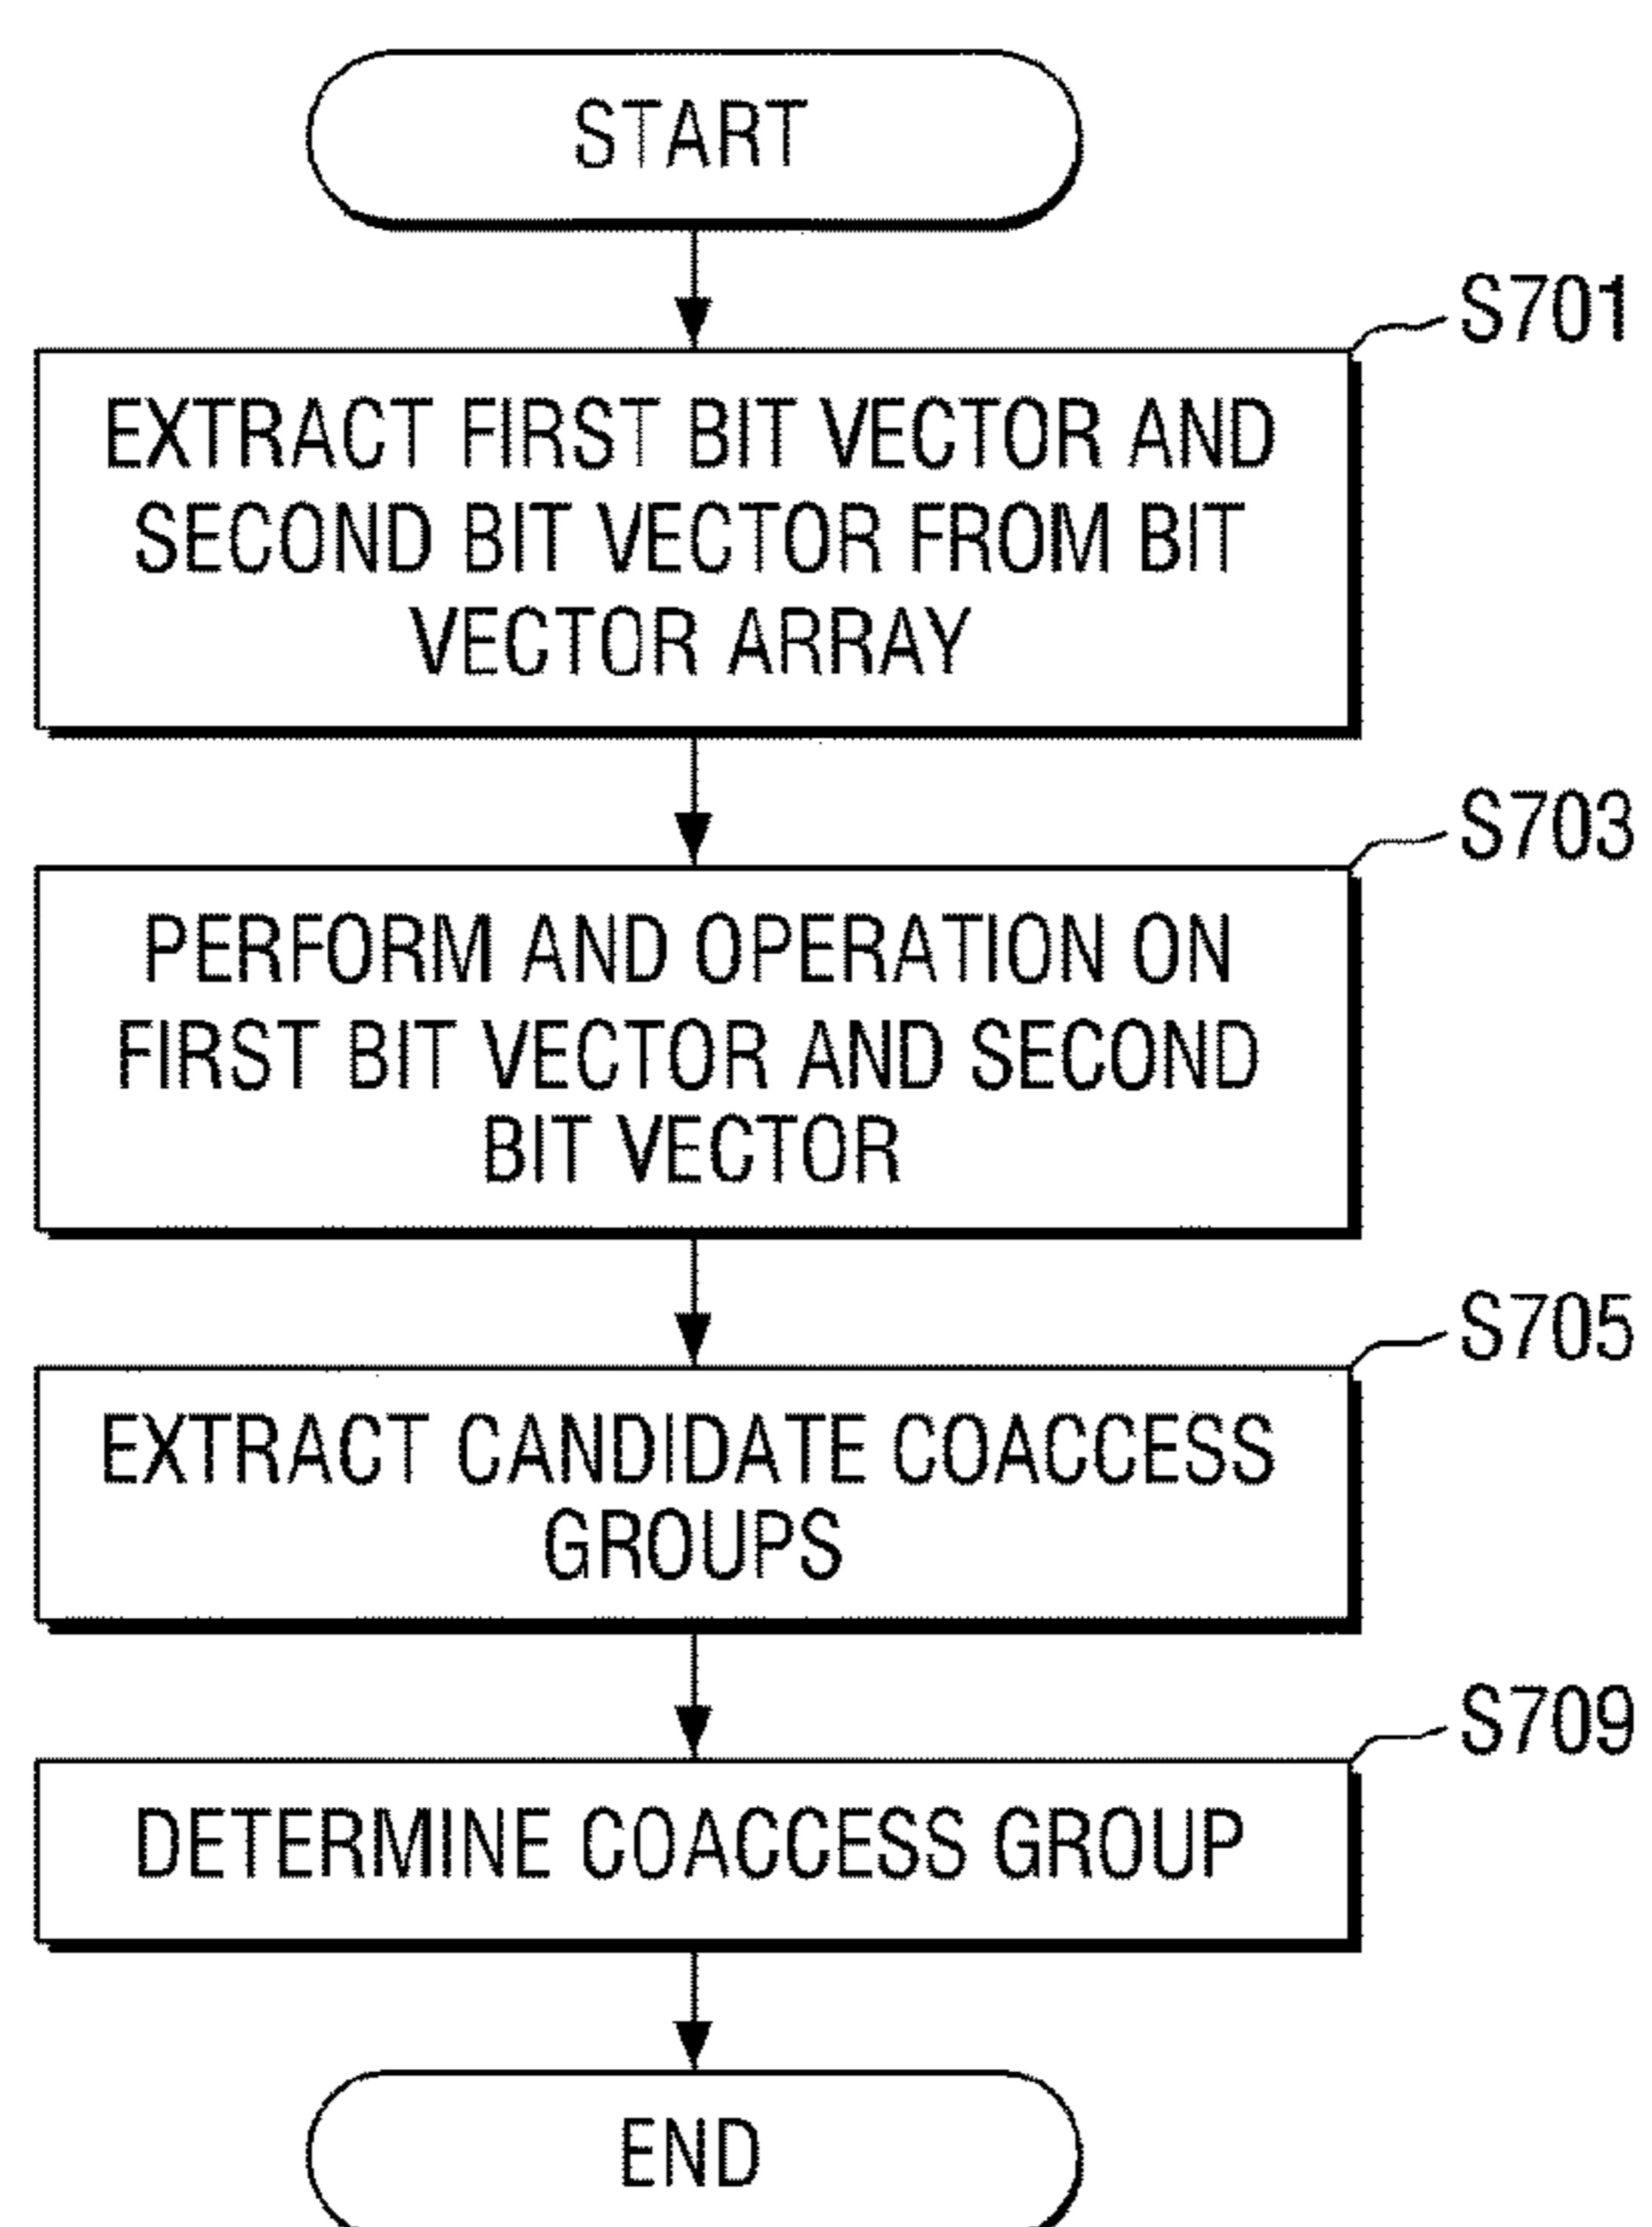 START
S701
EXTRACT FIRST BIT VECTOR AND
SECOND BIT VECTOR FROM BIT
VECTOR ARRAY
S703
PERFORM AND OPERATION ON
FIRST BIT VECTOR AND SECOND
BIT VECTOR
S705
EXTRACT CANDIDATE COACCESS
GROUPS
S709
DETERMINE COACCESS GROUP
END